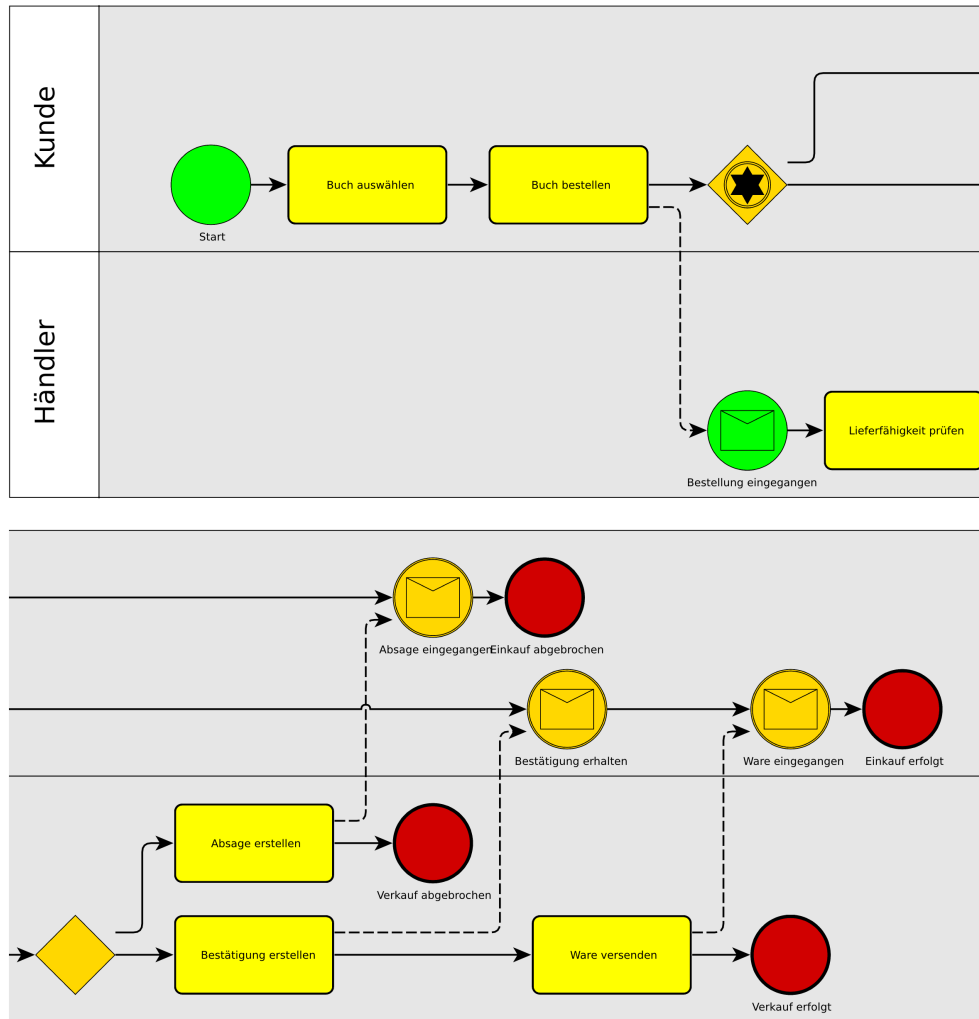 Kunde
Buch auswählen
Buch bestellen
Start
Händler
Lieferfähigkeit prüfen
Bestellung eingegangen
Absage eingegangen
Einkauf abgebrochen
Bestätigung erhalten
Ware eingegangen
Einkauf erfolgt
Absage erstellen
Verkauf abgebrochen
Bestätigung erstellen
Ware versenden
Verkauf erfolgt